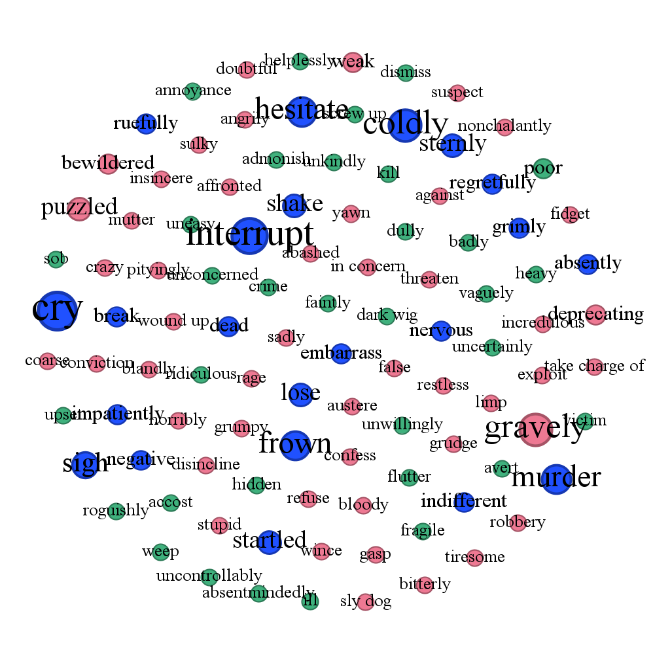 helplessly
weak
doubtful
dismiss
annoyance
suspect
hesitate
screw up
angrily
coldly
ruefully
nonchalantly
sulky
sternly
admonish
unkindly
bewildered
poor
kill
insincere
affronted
regretfully
against
shake
puzzled
yawn
fidget
mutter
uneasy
interrupt
dully
grimly
badly
abashed
sob
crazy
pityingly
unconcerned
in concern
absently
threaten
heavy
crime
vaguely
faintly
cry
break
wound up
dead
dark wig
deprecating
nervous
incredulous
sadly
uncertainly
embarrass
coarse
conviction
blandly
ridiculous
rage
false
take charge of
exploit
restless
lose
austere
limp
upset
impatiently
horribly
grumpy
unwillingly
gravely
victim
frown
grudge
sigh
negative
disincline
confess
avert
flutter
murder
hidden
roguishly
accost
refuse
bloody
indifferent
stupid
fragile
robbery
startled
weep
wince
gasp
tiresome
uncontrollably
bitterly
absentmindedly
sly dog